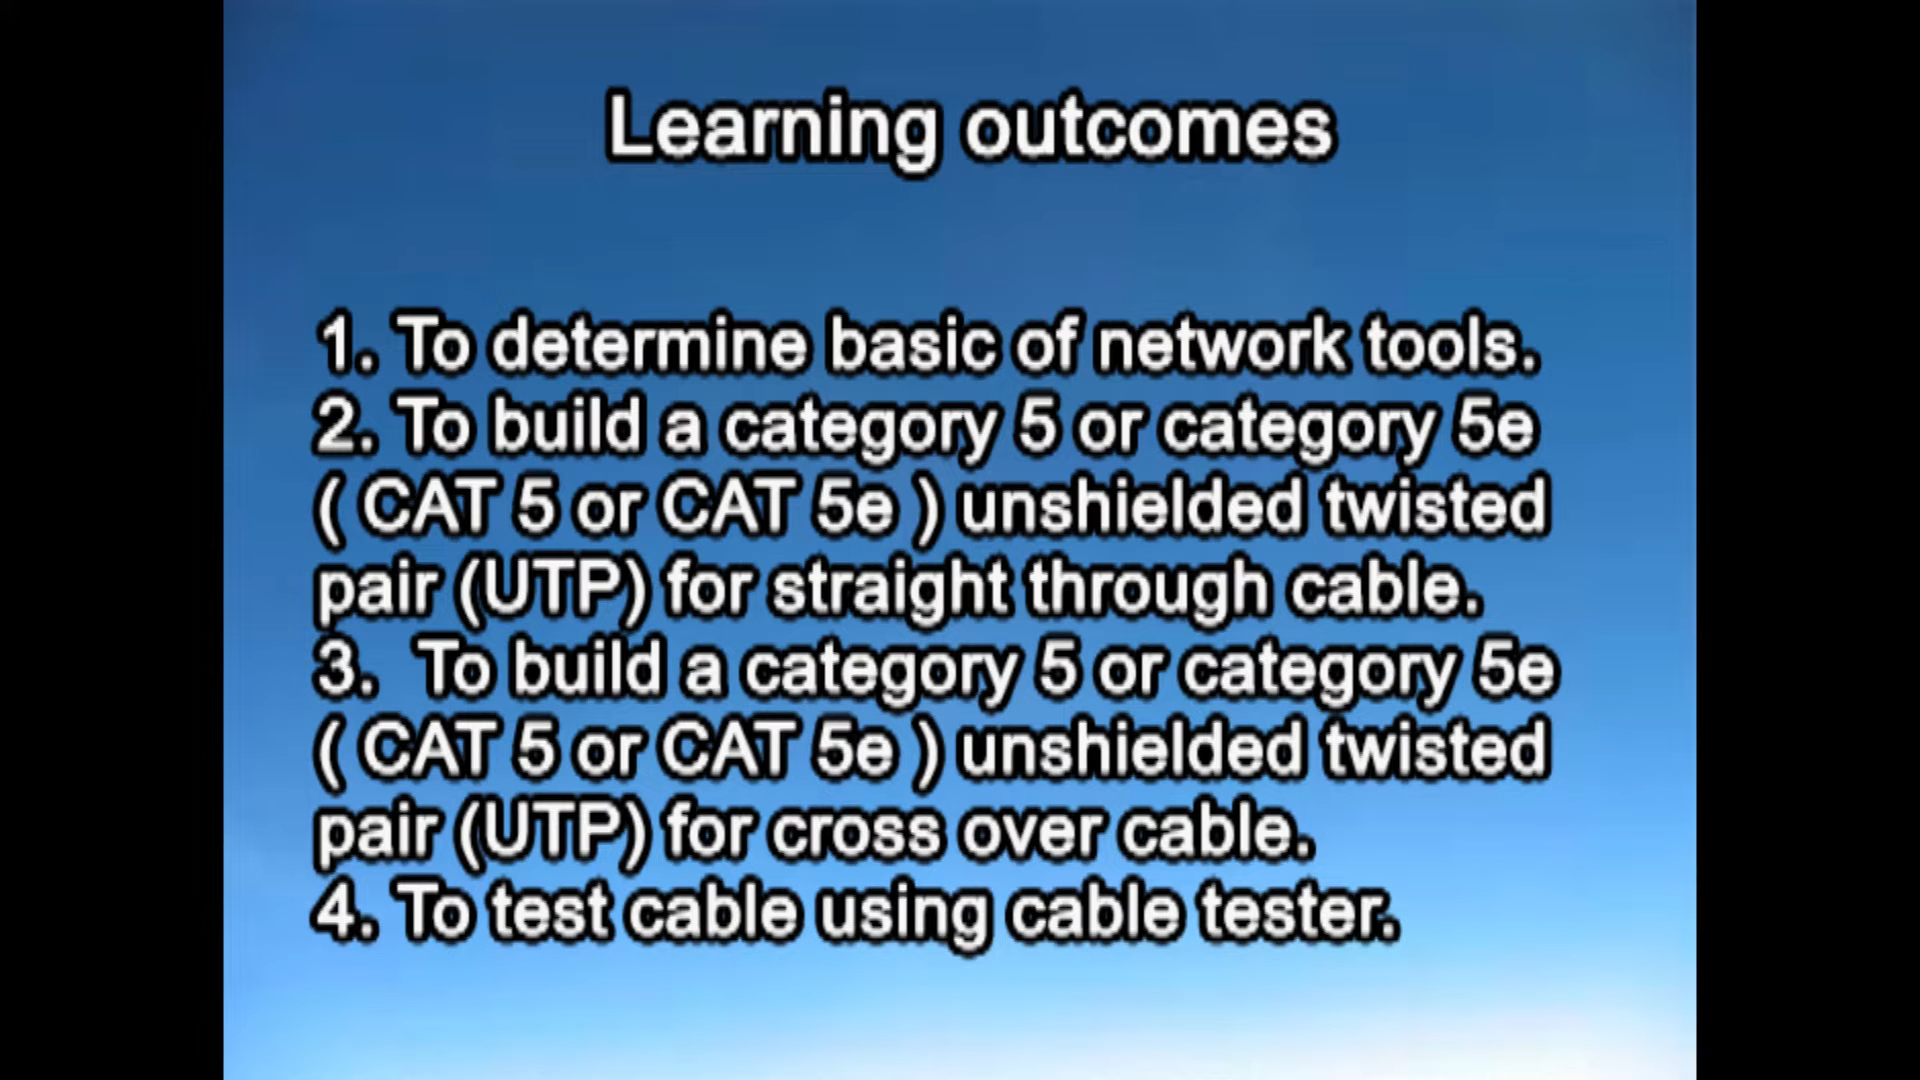 Learning outcomes
1. To determine basic of network tools.
2. To build a category 5 or category 5e
( CAT 5 or CAT 5e ) unshielded twisted
pair (UTP) for straight through cable.
3.  To build a category 5 or category 5e
( CAT 5 or CAT 5e ) unshielded twisted
pair (UTP) for cross over cable.
4. To test cable using cable tester.